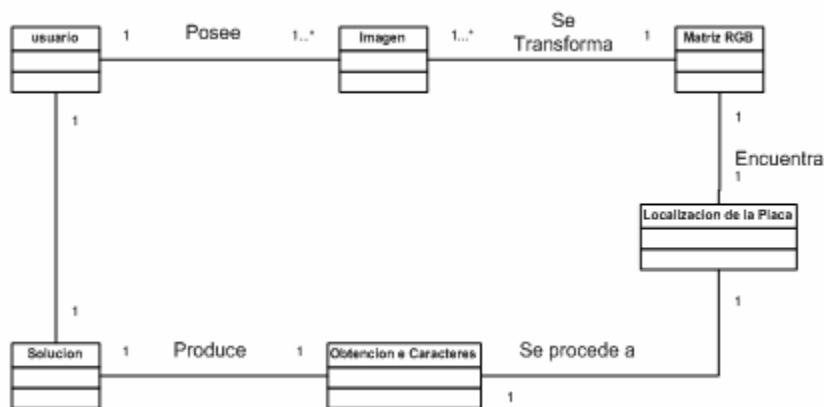 usuario
1
Posee
1...*
Imagen
1...*
Se
Transforma
1
Matriz RGB
1
1
Encuentra
1
Localizacion de la Placa
1
1
Solucion
1
Produce
1
Obtencion e Caracteres
Se procede a
1